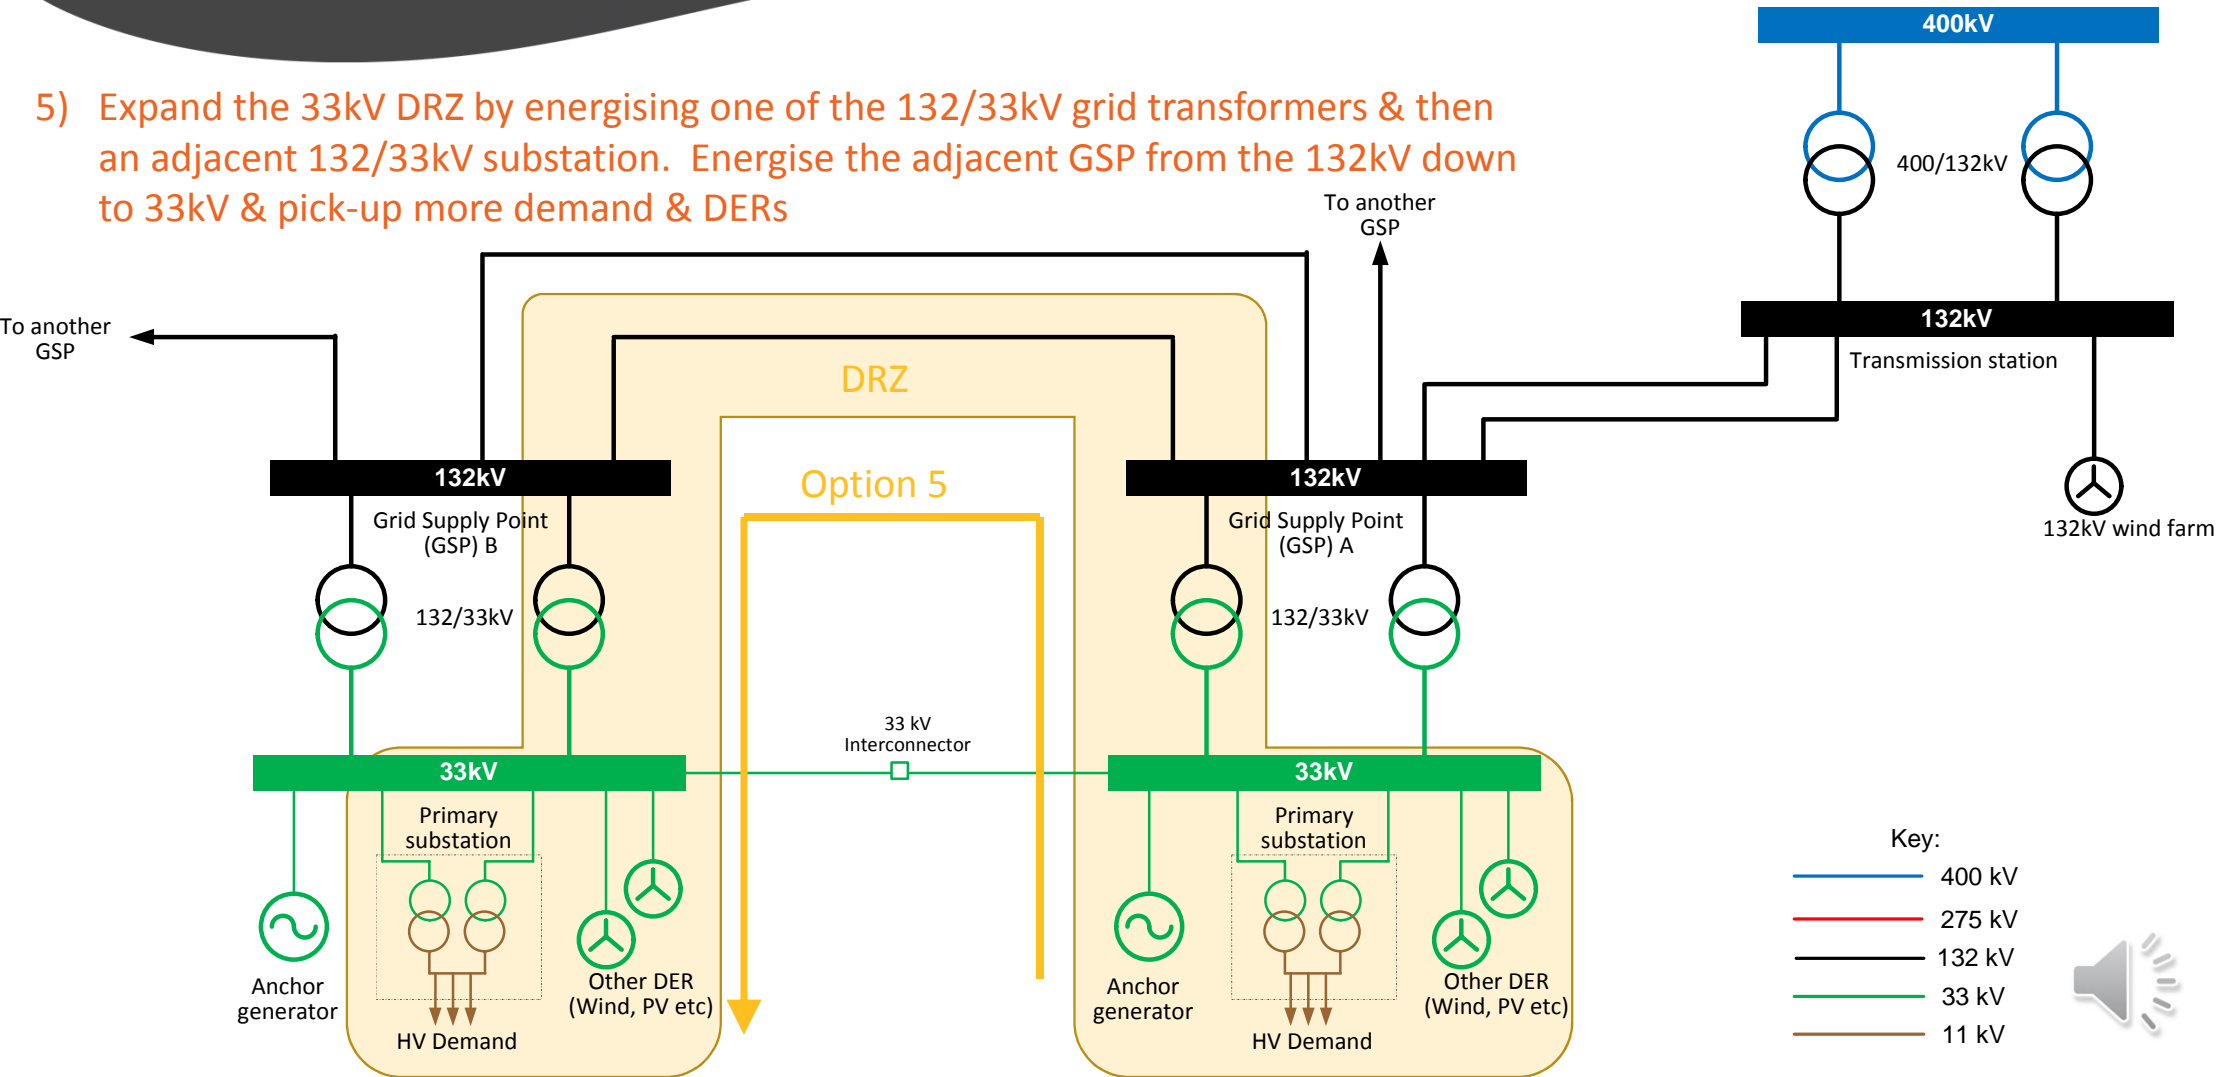 400kV
5) Expand the 33kV DRZ by energising one of the 132/33kV grid transformers & then
an adjacent 132/33kV substation. Energise the adjacent GSP from the 132kV down
to 33kV & pick-up more demand & DERs
400/132kV
To another
GSP
To another
GSP
132kV
Transmission station
DRZ
132kV
Option 5
132kV
Grid Supply Point
(GSP) B
Grid Supply Point
(GSP) A
132kV wind farm
132/33kV
132/33kV
33 kV
Interconnector
33kV
33kV
Primary
substation
Primary
substation
Anchor
generator
Other DER
(Wind, PV etc)
HV Demand
Anchor
generator
Other DER
(Wind, PV etc)
HV Demand
Key:
400 kV
275 kV
132 kV
33 kV
11 kV